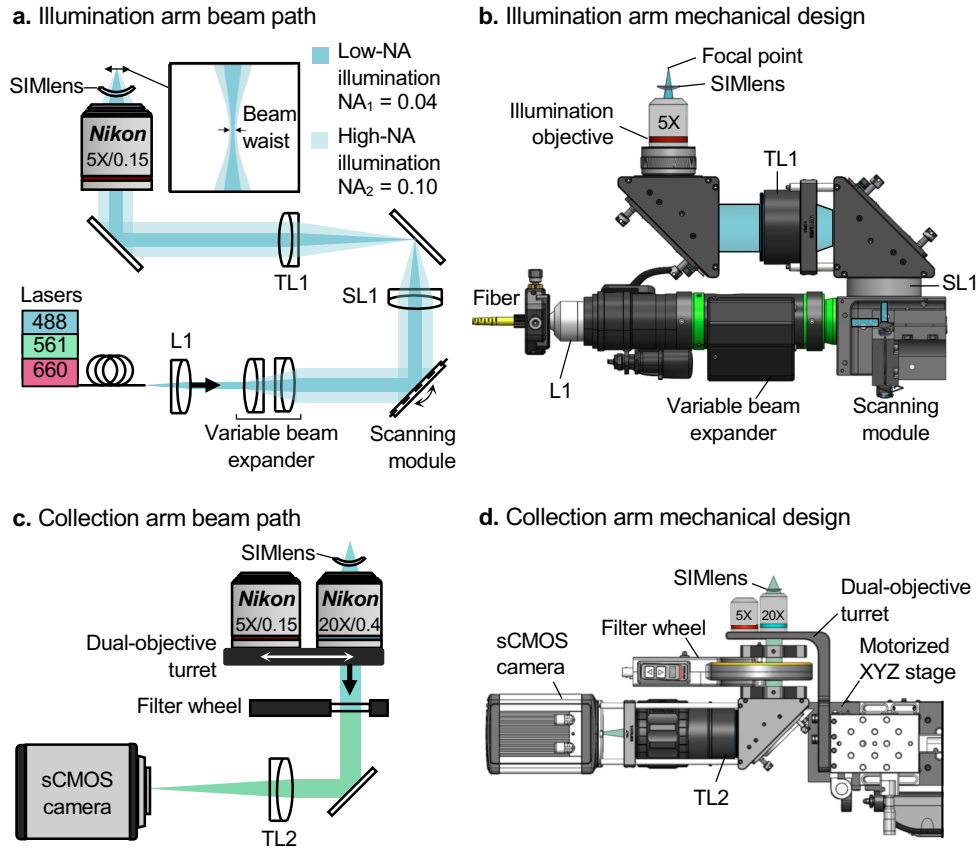 a. Illumination arm beam path
SIMlens
Nikon
5X/0.15
Beam
waist
Low-NA
illumination
NA₁ = 0.04
High-NA
illumination
NA₂ = 0.10
TL1
SL1
Lasers
488
561
660
L1
Variable beam
expander
Scanning
module
b. Illumination arm mechanical design
Focal point
SIMlens
Illumination
objective
5X
TL1
SL1
Fiber
L1
Variable beam
expander
Scanning
module
c. Collection arm beam path
SIMlens
Nikon
5X/0.15
Nikon
20X/0.4
Dual-objective
turret
Filter wheel
sCMOS
camera
TL2
d. Collection arm mechanical design
SIMlens
5X
20X
Dual-objective
turret
Filter wheel
Motorized
XYZ stage
sCMOS
camera
TL2